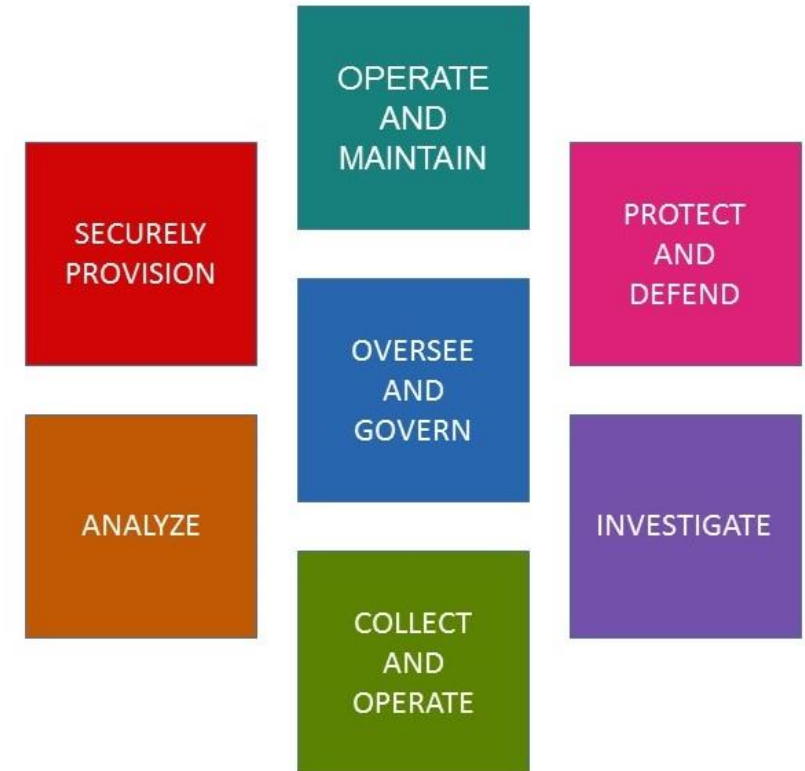 OPERATE
AND
MAINTAIN
SECURELY
PROVISION
PROTECT
AND
DEFEND
OVERSEE
AND
GOVERN
ANALYZE
INVESTIGATE
COLLECT
AND
OPERATE